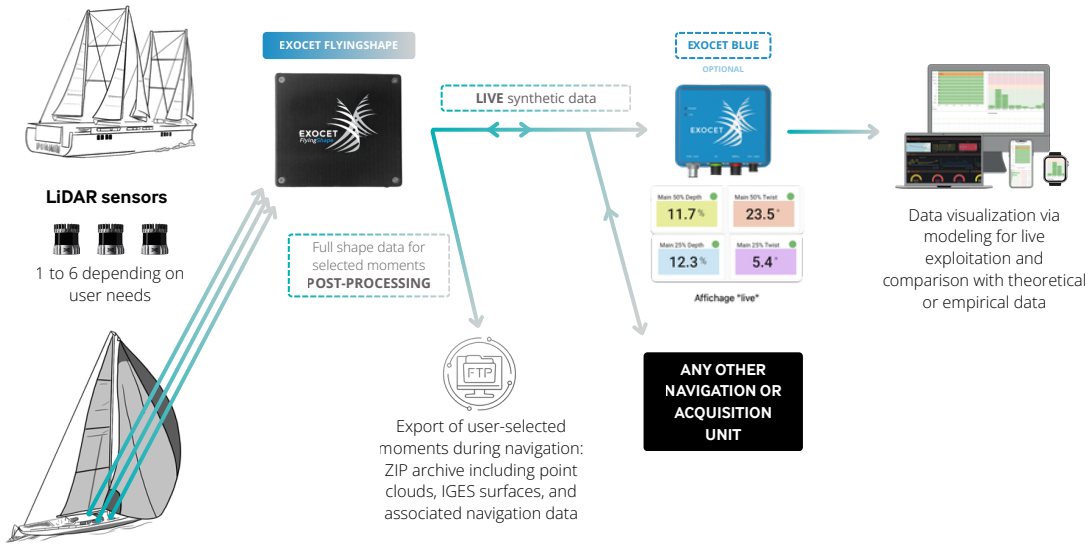 LiDAR sensors
1 to 6 depending on
user needs
EXOCET FLYINGSHAPE
EXOCET
FlyingShape
Full shape data for
selected moments
POST-PROCESSING
LIVE synthetic data
FTP
Export of user-selected
moments during navigation:
ZIP archive including point
clouds, IGES surfaces, and
associated navigation data
EXOCET BLUE
OPTIONAL
EXOCET
Main 50% Depth
11.7 %
Main 50% Twist
23.5 °
Main 25% Depth
12.3 %
Main 25% Twist
5.4 °
Affichage "live"
ANY OTHER
NAVIGATION OR
ACQUISITION
UNIT
Data visualization via
modeling for live
exploitation and
comparison with theoretical
or empirical data